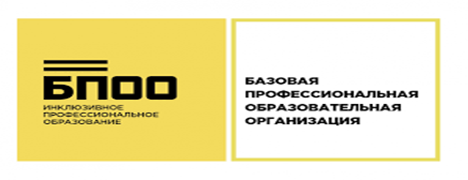 БПОО
ИНКЛЮЗИВНОЕ
ПРОФЕССИОНАЛЬНОЕ
ОБРАЗОВАНИЕ
БАЗОВАЯ
ПРОФЕССИОНАЛЬНАЯ
ОБРАЗОВАТЕЛЬНАЯ
ОРГАНИЗАЦИЯ